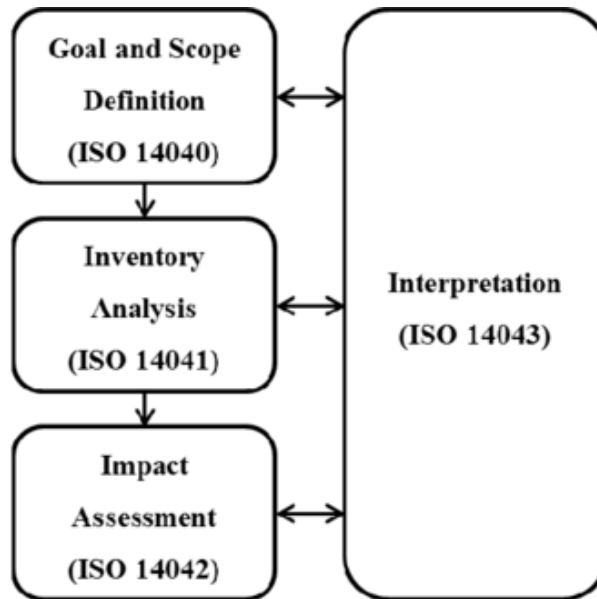 Goal and Scope
Definition
(ISO 14040)
Inventory
Analysis
(ISO 14041)
Impact
Assessment
(ISO 14042)
Interpretation
(ISO 14043)